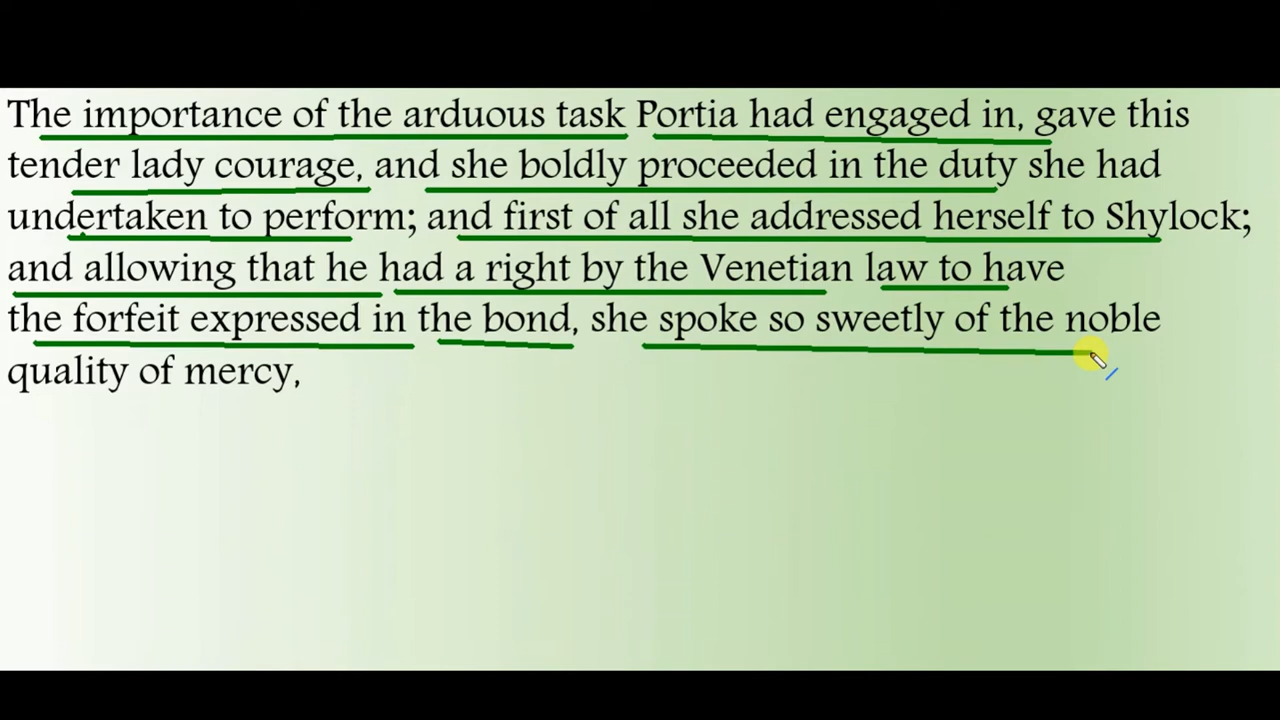 The importance of the arduous task Portia had engaged in, gave this
tender lady courage, and she boldly proceeded in the duty she had
undertaken to perform; and first of all she addressed herself to Shylock;
and allowing that he had a right by the Venetian law to have
the forfeit expressed in the bond, she spoke so sweetly of the noble
quality of mercy,